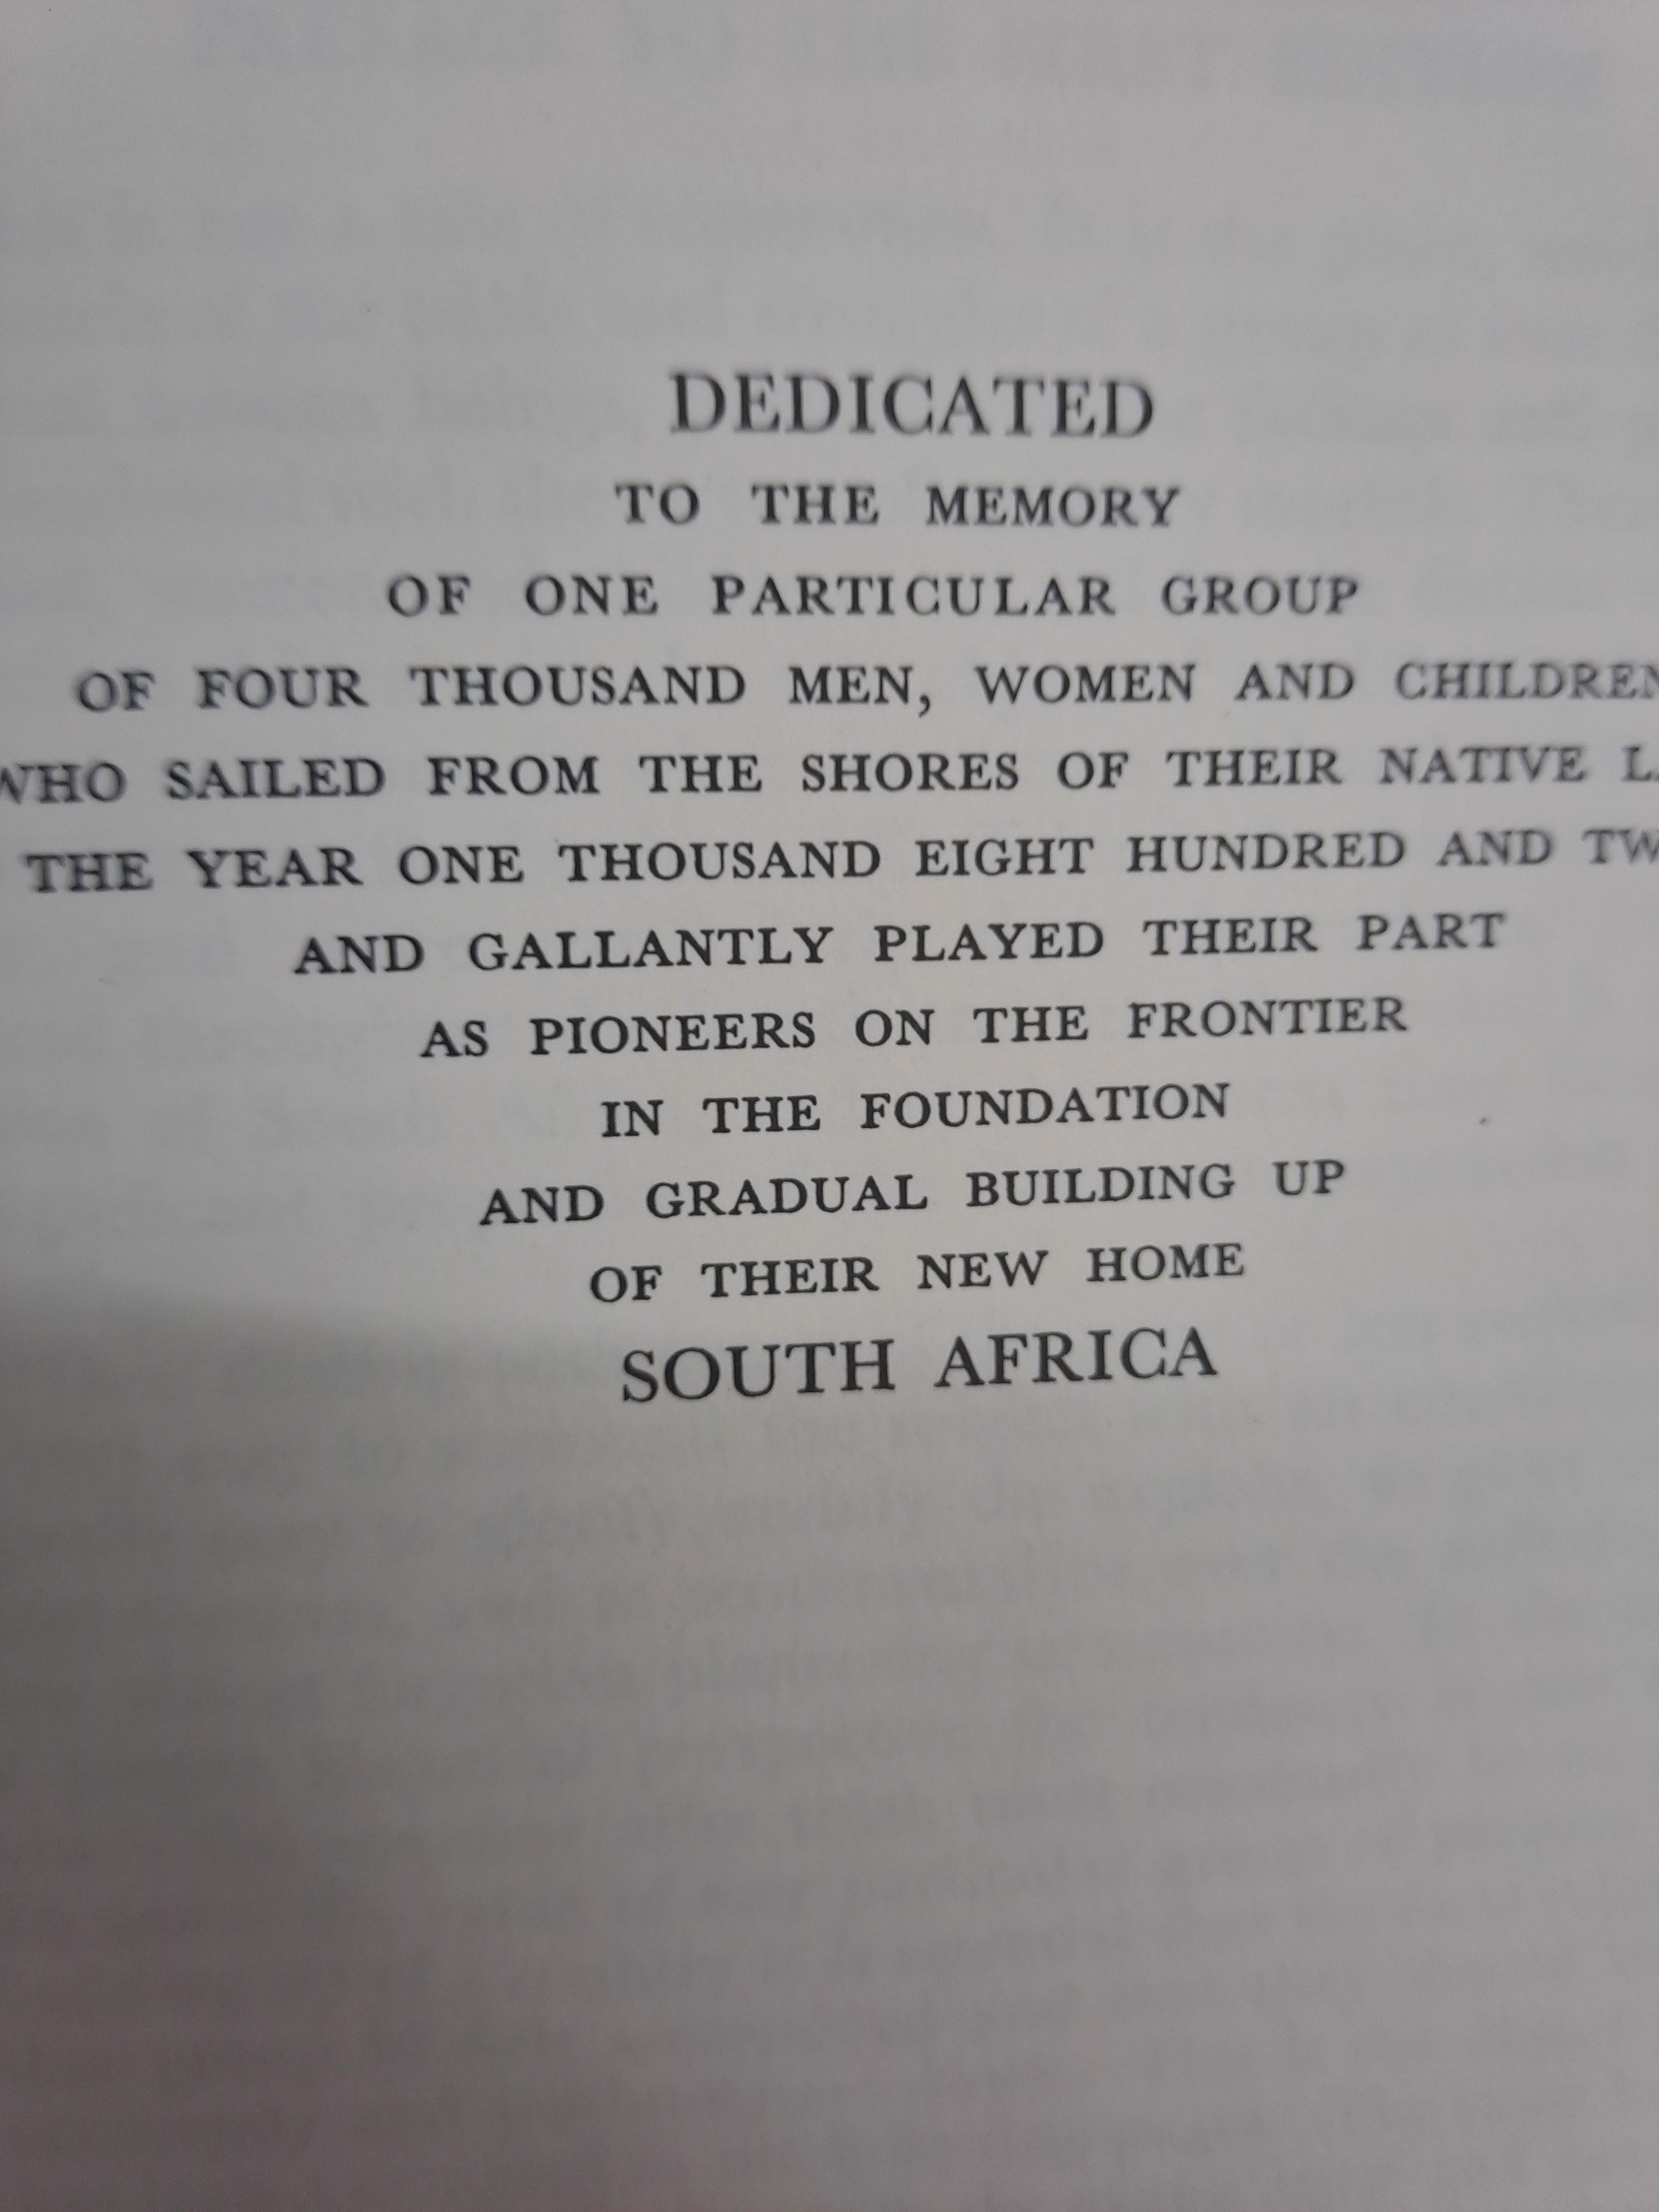 DEDICATED
TO THE MEMORY
OF ONE PARTICULAR GROUP
OF FOUR THOUSAND MEN, WOMEN AND CHILDREN
WHO SAILED FROM THE SHORES OF THEIR NATIVE
THE YEAR ONE THOUSAND EIGHT HUNDRED AND
AND GALLANTLY PLAYED THEIR PART
AS PIONEERS ON THE FRONTIER
IN THE FOUNDATION
AND GRADUAL BUILDING UP
OF THEIR NEW HOME
SOUTH AFRICA